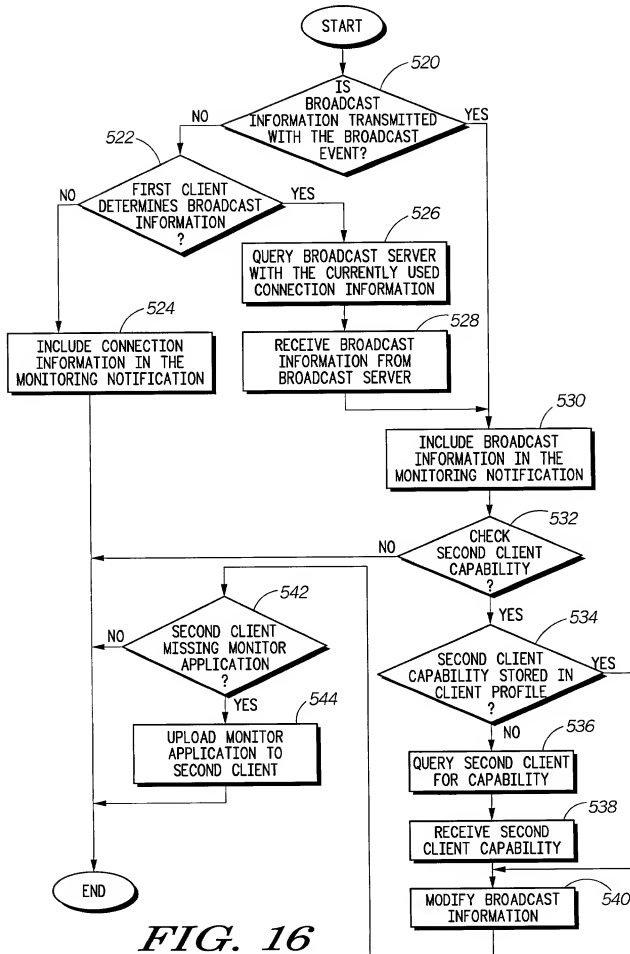 START
520
IS
BROADCAST
INFORMATION TRANSMITTED
WITH THE BROADCAST
EVENT?
NO
YES
522
FIRST CLIENT
DETERMINES BROADCAST
INFORMATION
?
NO
YES
526
QUERY BROADCAST SERVER
WITH THE CURRENTLY USED
CONNECTION INFORMATION
524
INCLUDE CONNECTION
INFORMATION IN THE
MONITORING NOTIFICATION
528
RECEIVE BROADCAST
INFORMATION FROM
BROADCAST SERVER
530
INCLUDE BROADCAST
INFORMATION IN THE
MONITORING NOTIFICATION
532
CHECK
SECOND CLIENT
CAPABILITY
?
NO
YES
534
SECOND CLIENT
CAPABILITY STORED IN
CLIENT PROFILE
?
YES
NO
542
SECOND CLIENT
MISSING MONITOR
APPLICATION
?
NO
YES
544
UPLOAD MONITOR
APPLICATION TO
SECOND CLIENT
536
QUERY SECOND CLIENT
FOR CAPABILITY
538
RECEIVE SECOND
CLIENT CAPABILITY
540
MODIFY BROADCAST
INFORMATION
END
FIG. 16